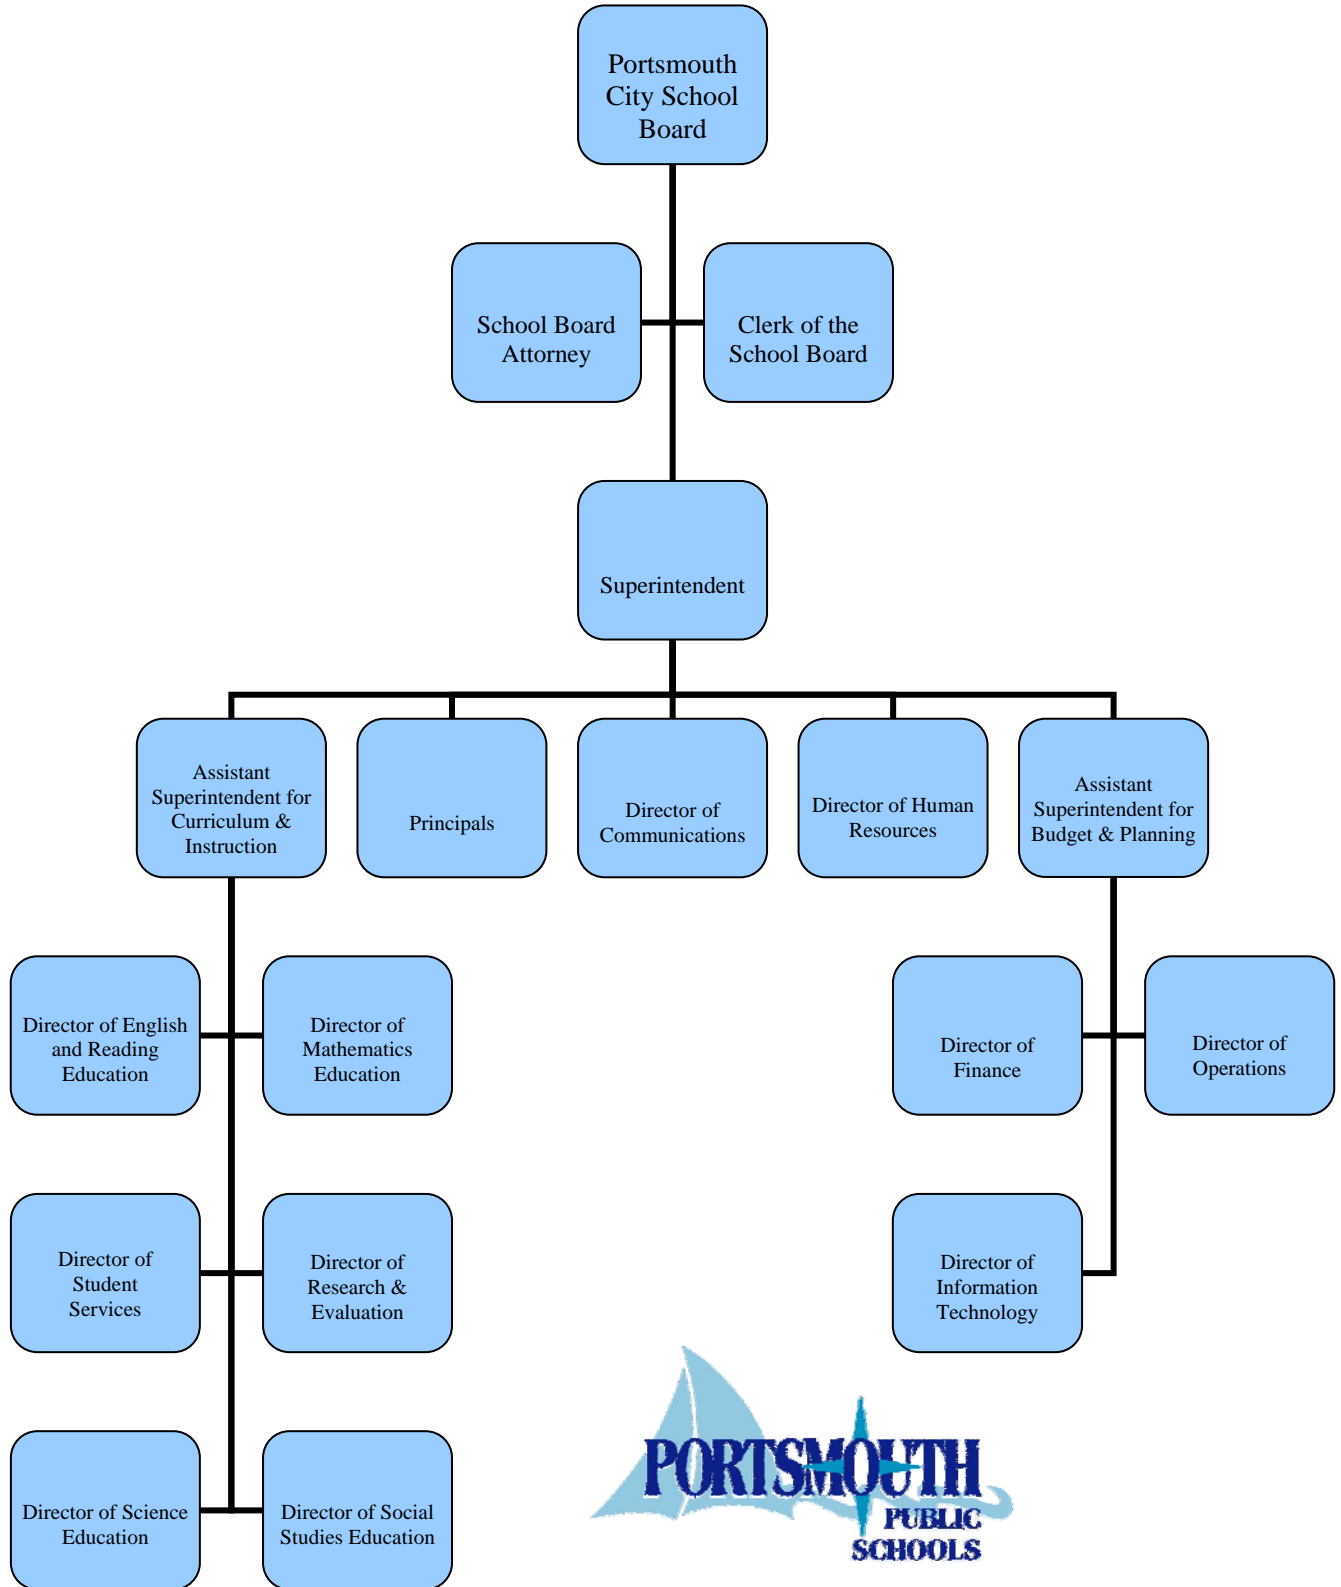 Portsmouth
City School
Board
School Board
Attorney
Clerk of the
School Board
Superintendent
Assistant
Superintendent for
Curriculum &
Instruction
Principals
Director of
Communications
Director of Human
Resources
Assistant
Superintendent for
Budget & Planning
Director of English
and Reading
Education
Director of
Mathematics
Education
Director of
Finance
Director of
Operations
Director of
Student
Services
Director of
Research &
Evaluation
Director of
Information
Technology
Director of Science
Education
Director of Social
Studies Education
PORTSMOUTH
PUBLIC
SCHOOLS